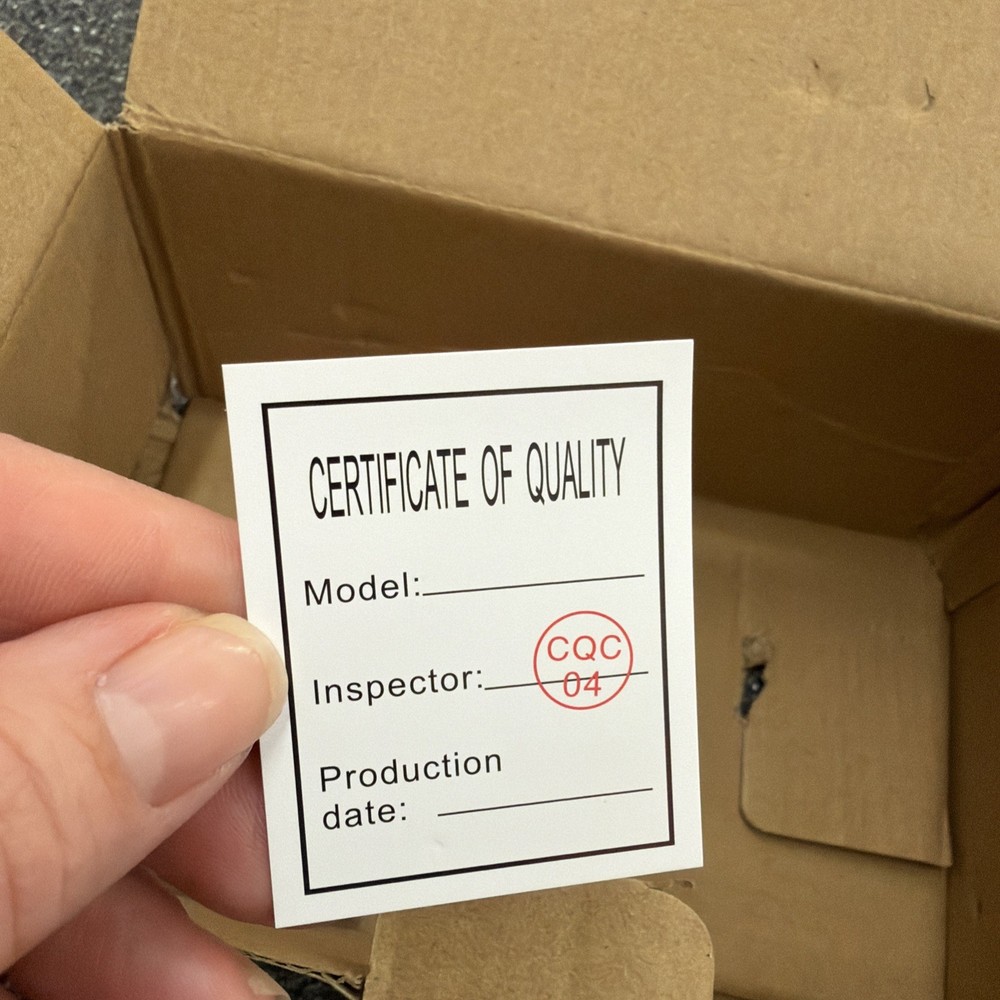 CERTIFICATE OF QUALITY
Model:
CQC
Inspector:
04
Production
date: